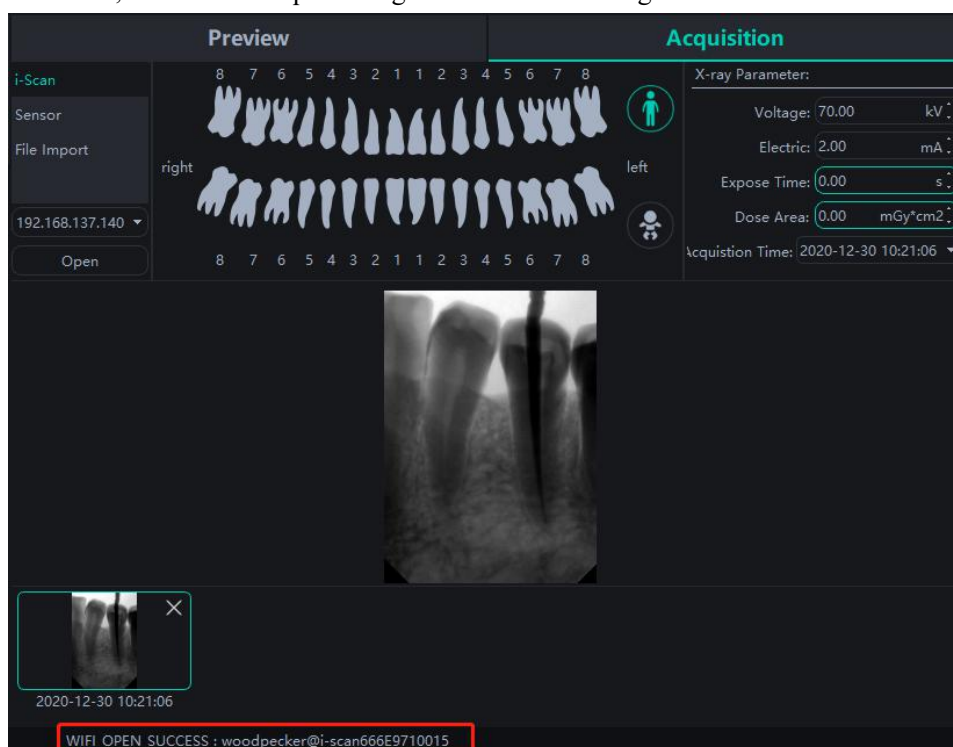 Preview Acquisition
i-Scan
Sensor
File Import
192.168.137.140
Open
8 7 6 5 4 3 2 1 1 2 3 4 5 6 7 8
right
left
8 7 6 5 4 3 2 1 1 2 3 4 5 6 7 8
X-ray Parameter:
Voltage: 70.00 kV
Electric: 2.00 mA
Expose Time: 0.00 s
Dose Area: 0.00 mGy*cm2
Acquistion Time: 2020-12-30 10:21:06
2020-12-30 10:21:06
WIFI OPEN SUCCESS : woodpecker@i-scan666E9710015